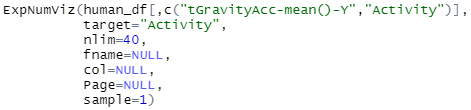 ExpNumViz(human_df[,c("tGravityAcc-mean()-Y","Activity")],
target="Activity",
nlim=40,
fname=NULL,
col=NULL,
Page=NULL,
sample=1)